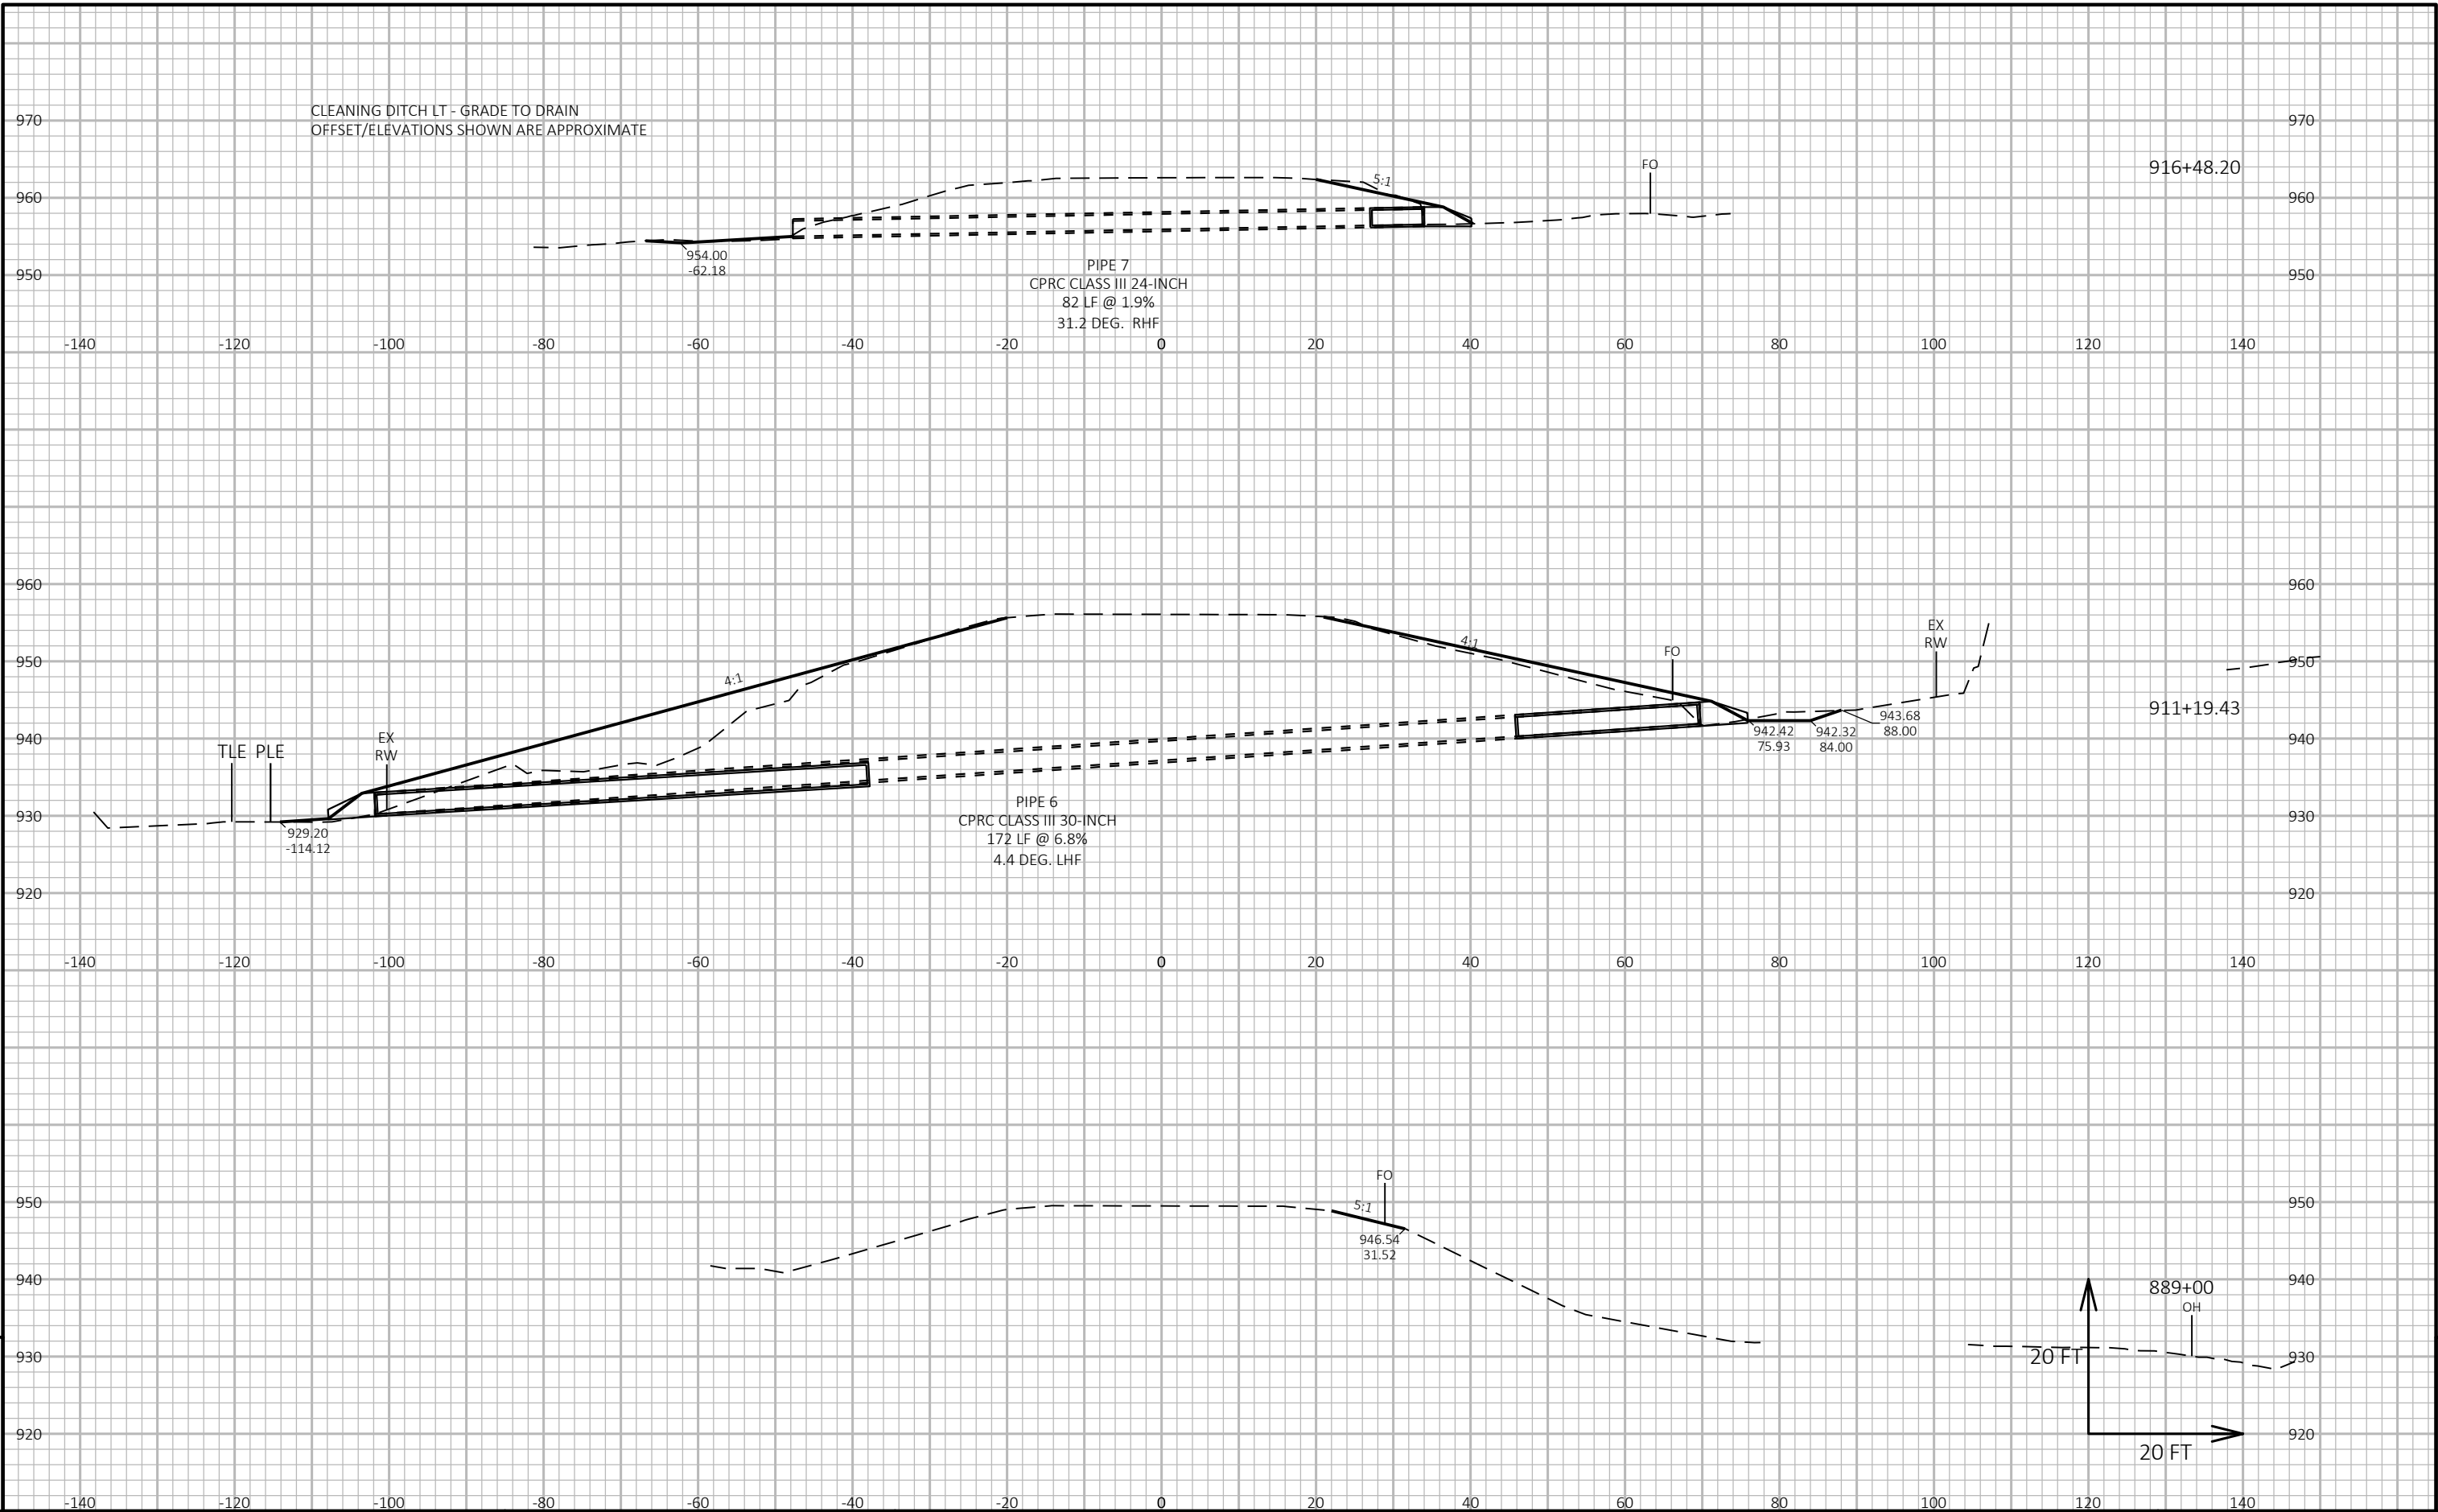 CLEANING DITCH LT - GRADE TO DRAIN
OFFSET/ELEVATIONS SHOWN ARE APPROXIMATE
970 970
FO
916+48.20
5:1
960 960
954.00
-62.18
950 950
PIPE 7
CPRC CLASS III 24-INCH
82 LF @ 1.9%
31.2 DEG. RHF
-140 -120 -100 -80 -60 -40 -20 0 20 40 60 80 100 120 140
960 960
EX
RW
4:1
FO
950 950
4:1
911+19.43
943.68
88.00
942.42
75.93
942.32
84.00
940 940
TLE PLE
EX
RW
930 930
929.20
-114.12
PIPE 6
CPRC CLASS III 30-INCH
172 LF @ 6.8%
4.4 DEG. LHF
920 920
-140 -120 -100 -80 -60 -40 -20 0 20 40 60 80 100 120 140
FO
950 950
5:1
946.54
31.52
940 940
889+00
OH
930 930
20 FT
920 920
20 FT
-140 -120 -100 -80 -60 -40 -20 0 20 40 60 80 100 120 140